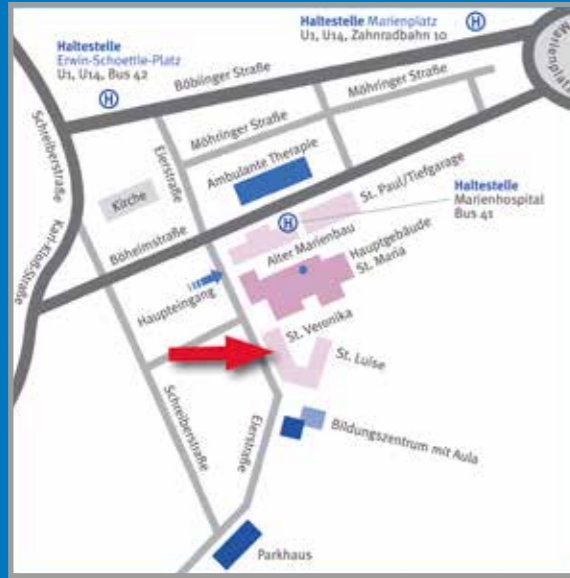 Haltestelle Marienplatz
U1, U14, Zahnradbahn 10
Marienplatz
Haltestelle
Erwin-Schoettle-Platz
U1, U14, Bus 42
H
H
Böblinger Straße
Möhringer Straße
Möhringer Straße
Schreiberstraße
Eierstraße
Ambulante Therapie
Kirche
St. Paul/Tiefgarage
Haltestelle
Marienhospital
Bus 41
H
Karl-Kloß-Straße
Böheimstraße
Alter Marienbau
Hauptgebäude
St. Maria
Haupteingang
St. Veronika
St. Luise
Schreiberstraße
Eierstraße
Bildungszentrum mit Aula
Parkhaus